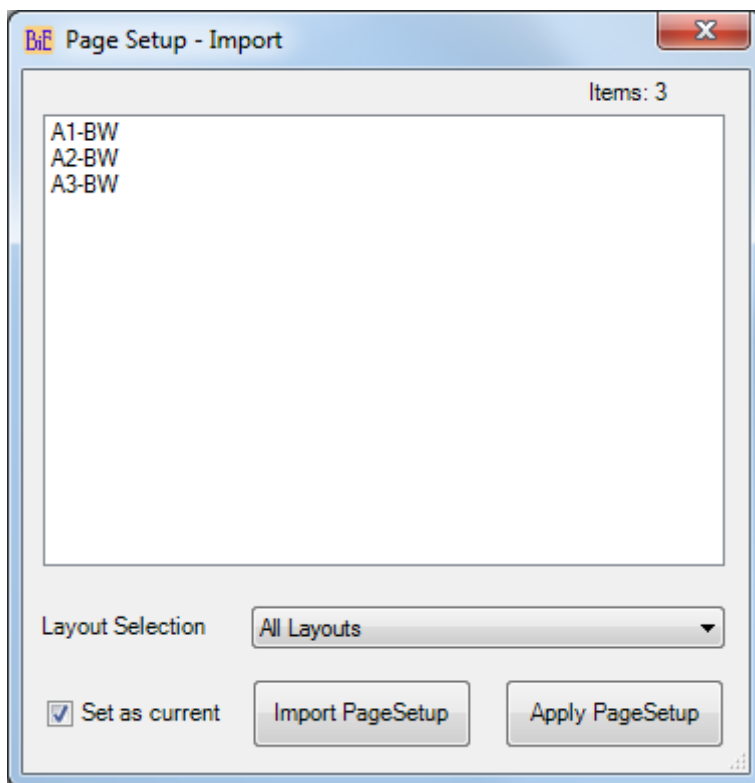 BiE Page Setup - Import
Items: 3
A1-BW
A2-BW
A3-BW
Layout Selection All Layouts
Set as current Import PageSetup Apply PageSetup